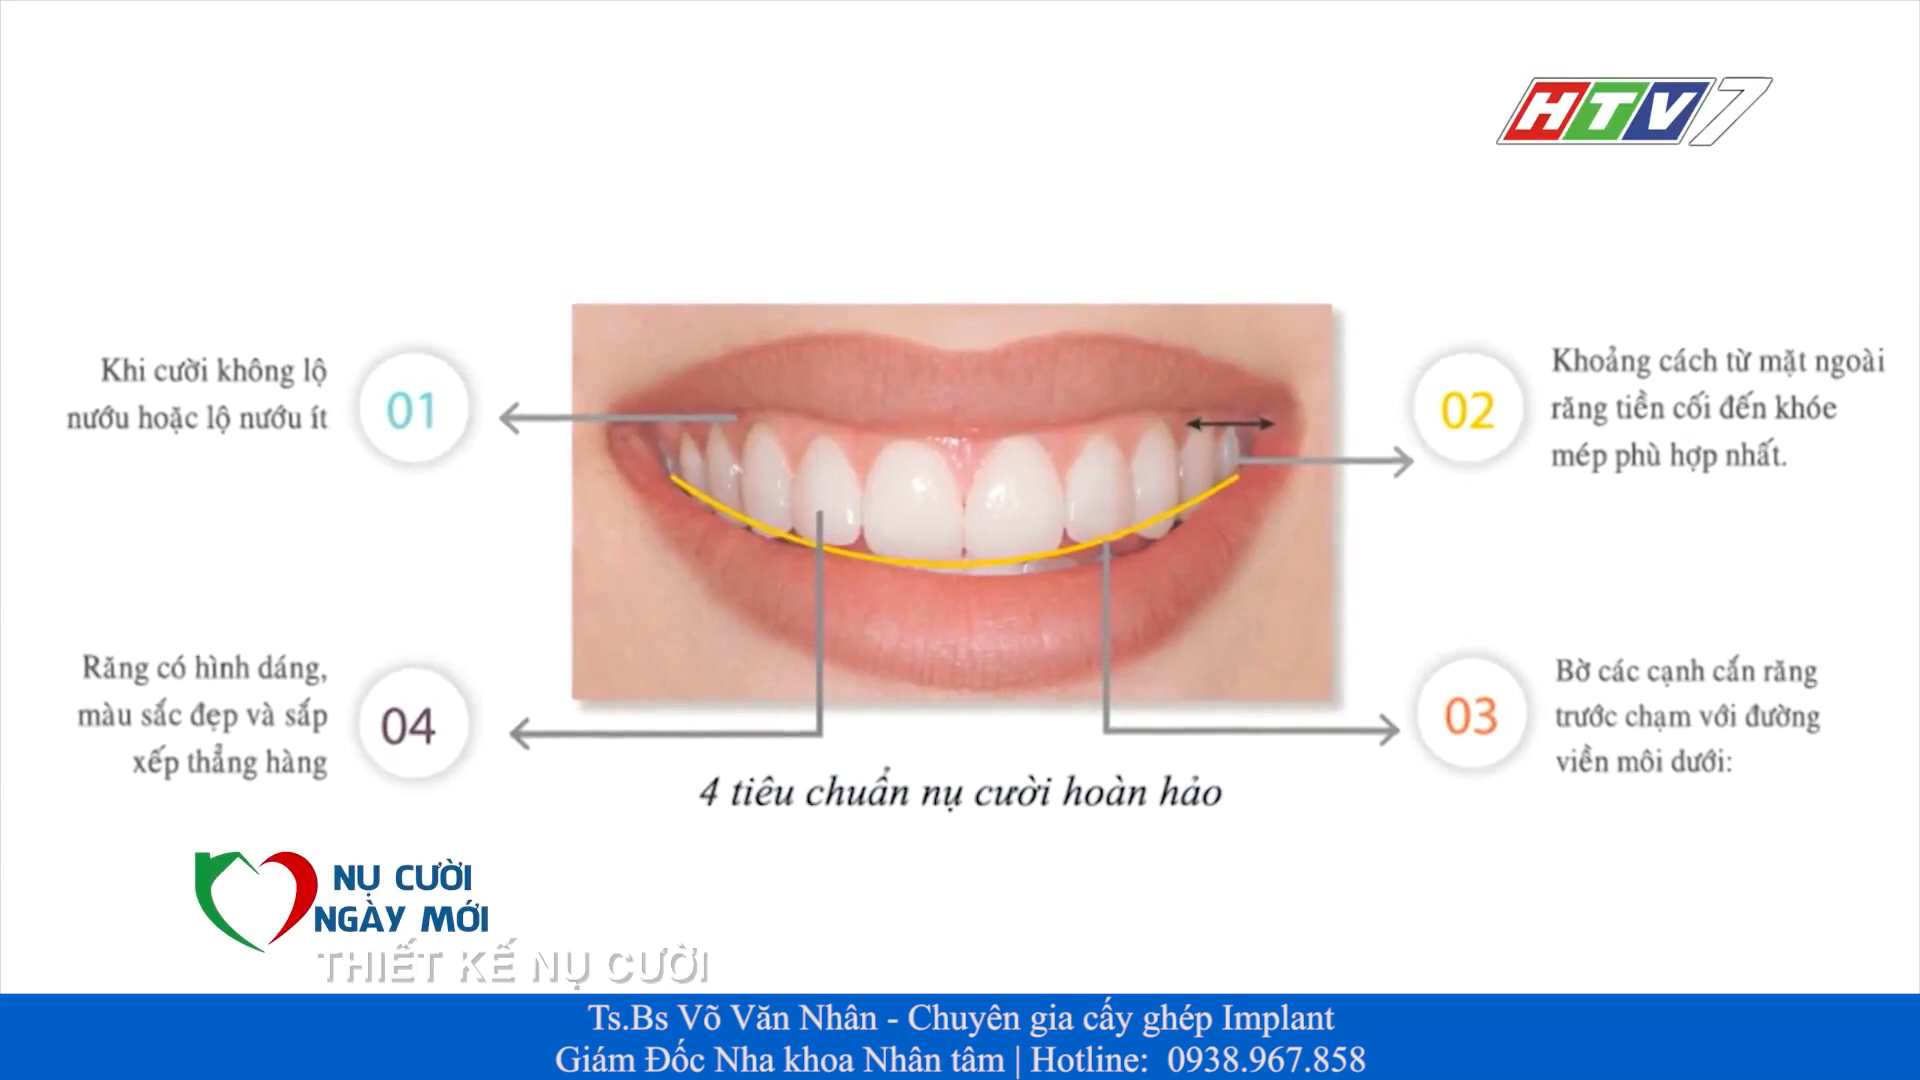 HTV7
Khi cười không lộ
nướu hoặc lộ nướu ít
01
02
Khoảng cách từ mặt ngoài
răng tiền cối đến khóe
mép phù hợp nhất.
Răng có hình dáng,
màu sắc đẹp và sắp
xếp thẳng hàng
04
03
Bờ các cạnh cắn răng
trước chạm với đường
viền môi dưới:
4 tiêu chuẩn nụ cười hoàn hảo
NỤ CƯỜI
NGÀY MỚI
THIẾT KẾ NỤ CƯỜI
Ts.Bs Võ Văn Nhân - Chuyên gia cấy ghép Implant
Giám Đốc Nha khoa Nhân tâm | Hotline: 0938.967.858